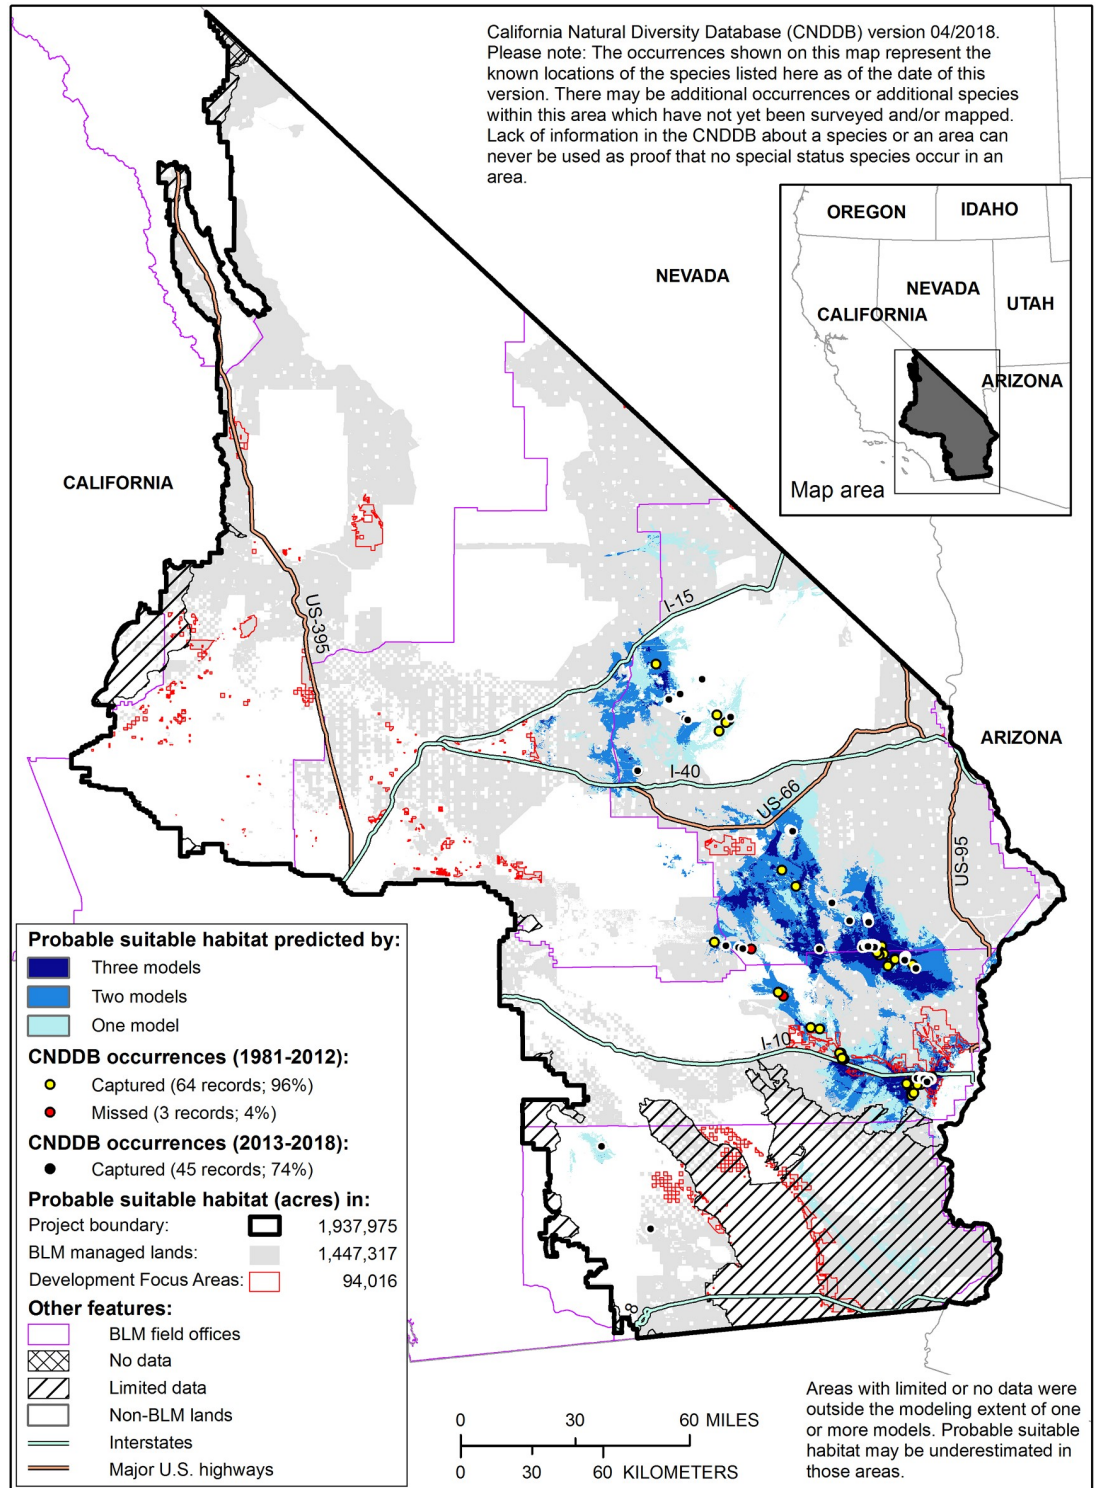 California Natural Diversity Database (CNDDB) version 04/2018.
Please note: The occurrences shown on this map represent the
known locations of the species listed here as of the date of this
version. There may be additional occurrences or additional species
within this area which have not yet been surveyed and/or mapped.
Lack of information in the CNDDB about a species or an area can
never be used as proof that no special status species occur in an
area.
OREGON
IDAHO
NEVADA
UTAH
CALIFORNIA
ARIZONA
Map area
NEVADA
CALIFORNIA
ARIZONA
US-395
I-15
I-40
US-66
US-95
I-10
Probable suitable habitat predicted by:
Three models
Two models
One model
CNDDB occurrences (1981-2012):
Captured (64 records; 96%)
Missed (3 records; 4%)
CNDDB occurrences (2013-2018):
Captured (45 records; 74%)
Probable suitable habitat (acres) in:
Project boundary: 1,937,975
BLM managed lands: 1,447,317
Development Focus Areas: 94,016
Other features:
BLM field offices
No data
Limited data
Non-BLM lands
Interstates
Major U.S. highways
0 30 60 MILES
0 30 60 KILOMETERS
Areas with limited or no data were
outside the modeling extent of one
or more models. Probable suitable
habitat may be underestimated in
those areas.